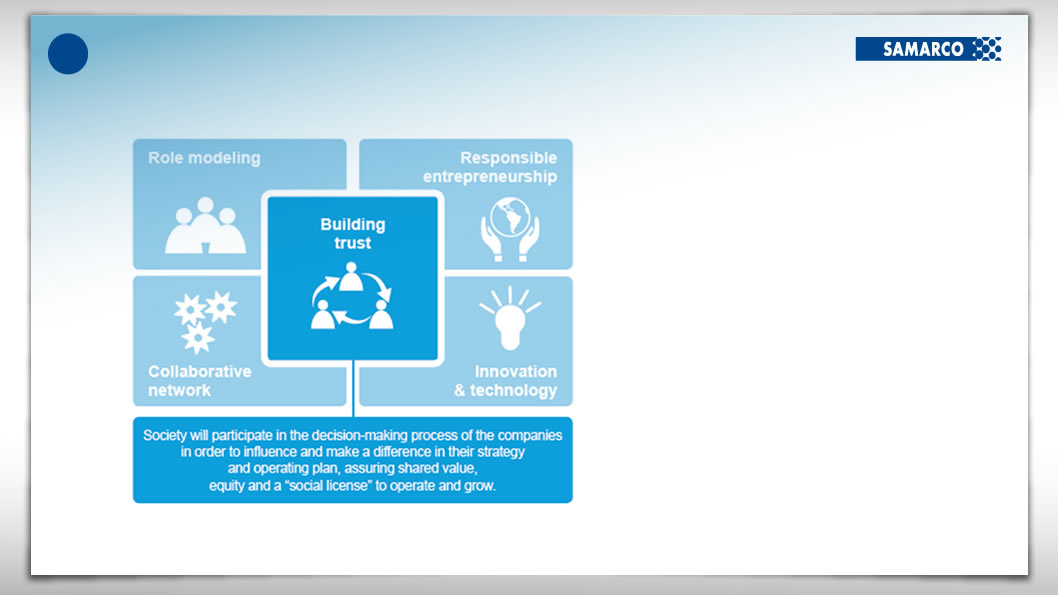 SAMARCO
Role modeling
Responsible
entrepreneurship
Building
trust
Collaborative
network
Innovation
& technology
Society will participate in the decision-making process of the companies
in order to influence and make a difference in their strategy
and operating plan, assuring shared value,
equity and a “social license” to operate and grow.